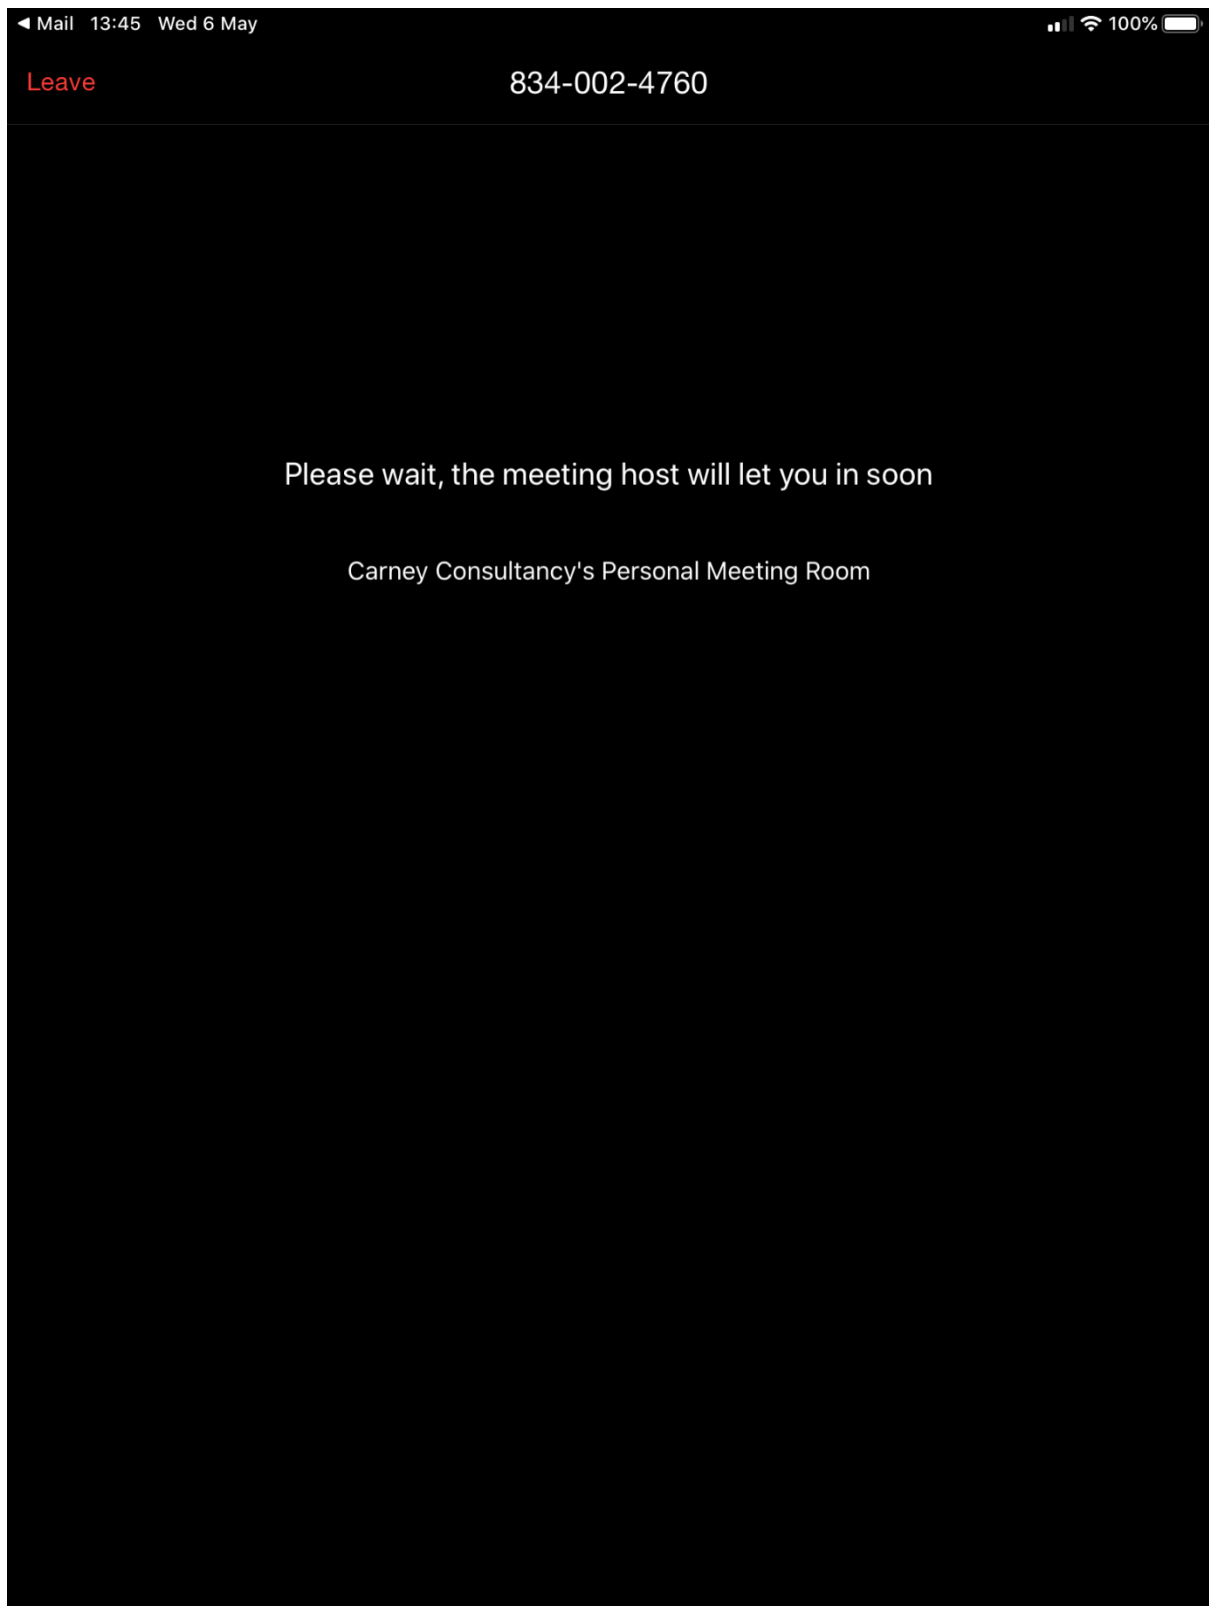 ◀ Mail 13:45 Wed 6 May 100%
Leave 834-002-4760
Please wait, the meeting host will let you in soon
Carney Consultancy's Personal Meeting Room